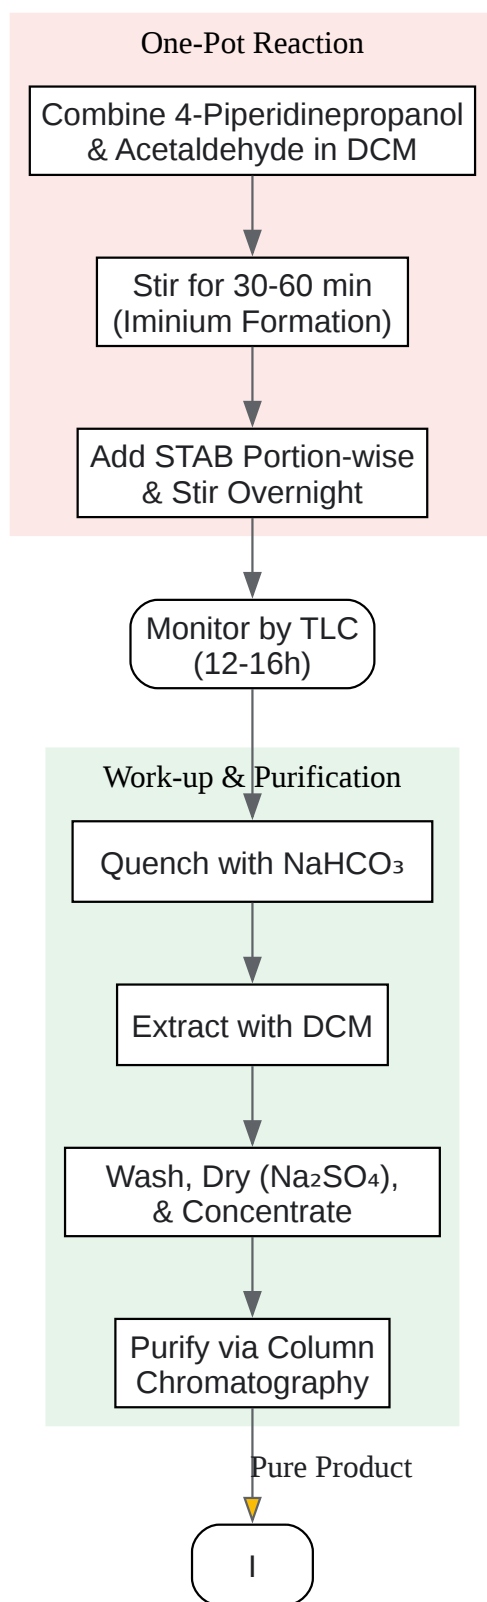 One-Pot Reaction
Combine 4-Piperidinepropanol
& Acetaldehyde in DCM
Stir for 30-60 min
(Iminium Formation)
Add STAB Portion-wise
& Stir Overnight
Monitor by TLC
(12-16h)
Work-up & Purification
Quench with NaHCO₃
Extract with DCM
Wash, Dry (Na₂SO₄),
& Concentrate
Purify via Column
Chromatography
Pure Product
I